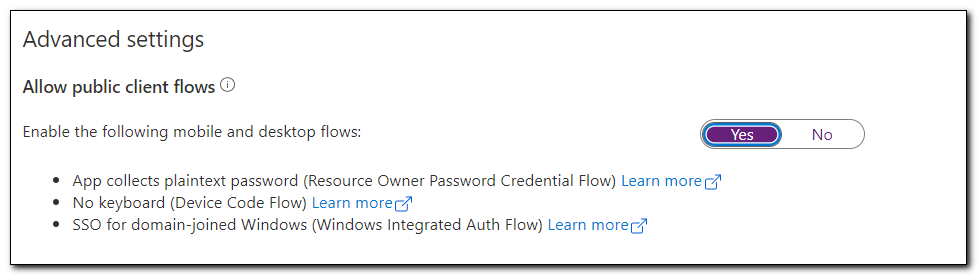 Advanced settings
Allow public client flows
Enable the following mobile and desktop flows:
Yes No
• App collects plaintext password (Resource Owner Password Credential Flow) Learn more
• No keyboard (Device Code Flow) Learn more
• SSO for domain-joined Windows (Windows Integrated Auth Flow) Learn more